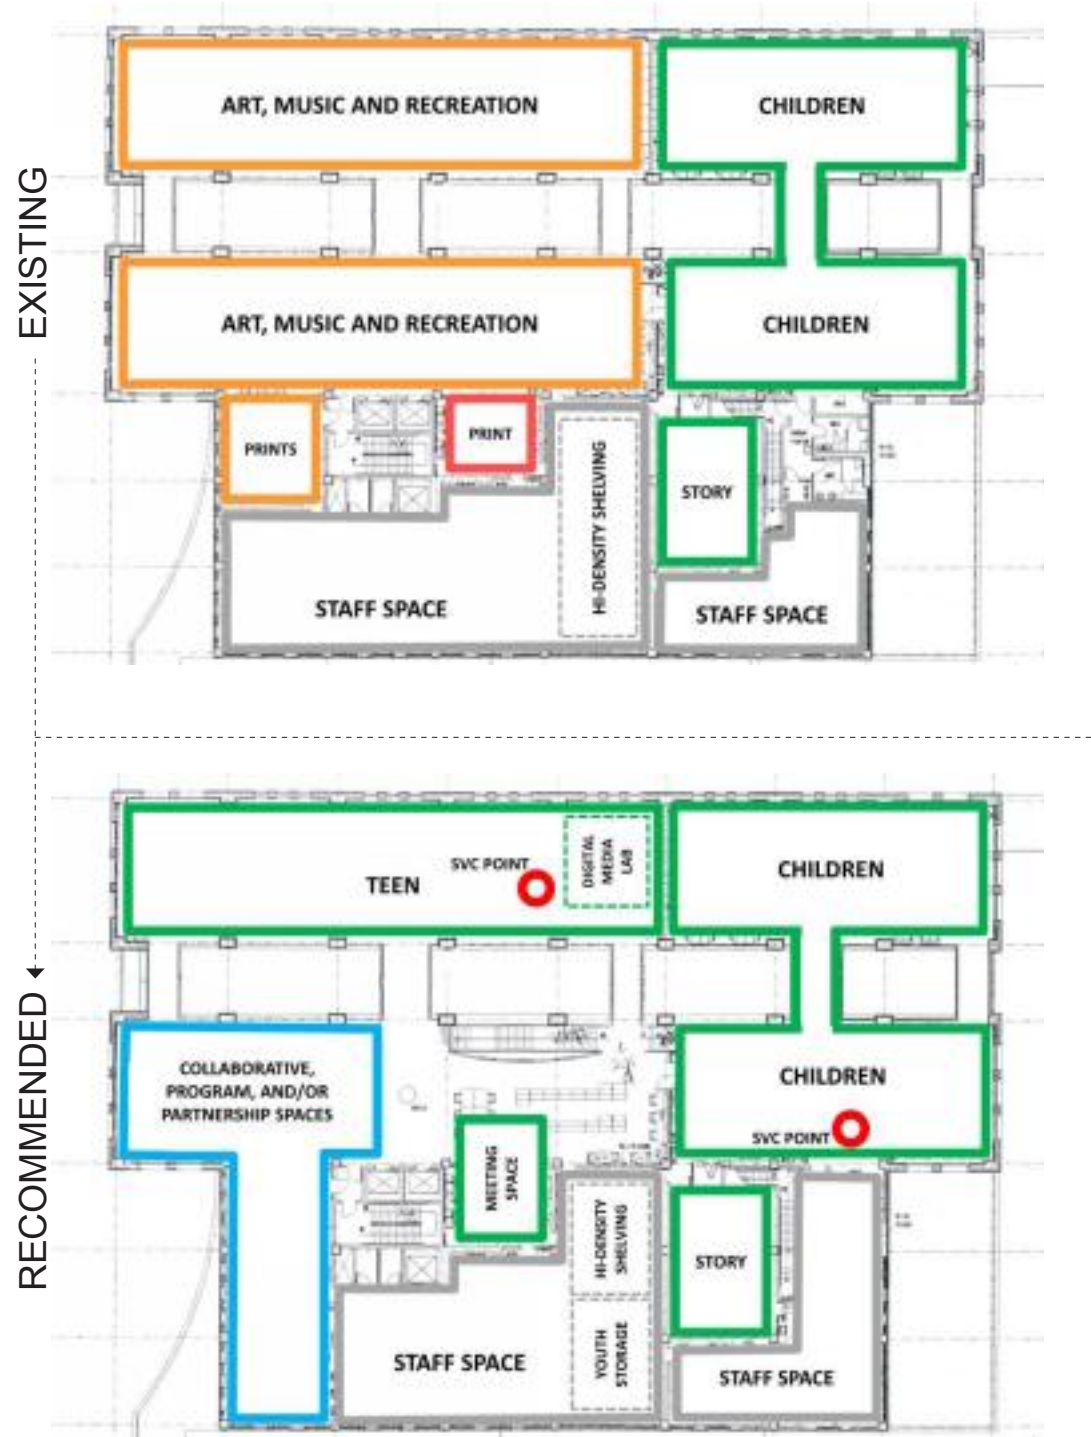 EXISTING
ART, MUSIC AND RECREATION
CHILDREN
ART, MUSIC AND RECREATION
CHILDREN
PRINTS
PRINT
HI-DENSITY SHELVING
STORY
STAFF SPACE
STAFF SPACE
RECOMMENDED
TEEN
SVC POINT
DIGITAL
MEDIA
LAB
CHILDREN
COLLABORATIVE,
PROGRAM, AND/OR
PARTNERSHIP SPACES
CHILDREN
SVC POINT
MEETING
SPACE
HI-DENSITY
SHELVING
STORY
YOUTH
STORAGE
STAFF SPACE
STAFF SPACE